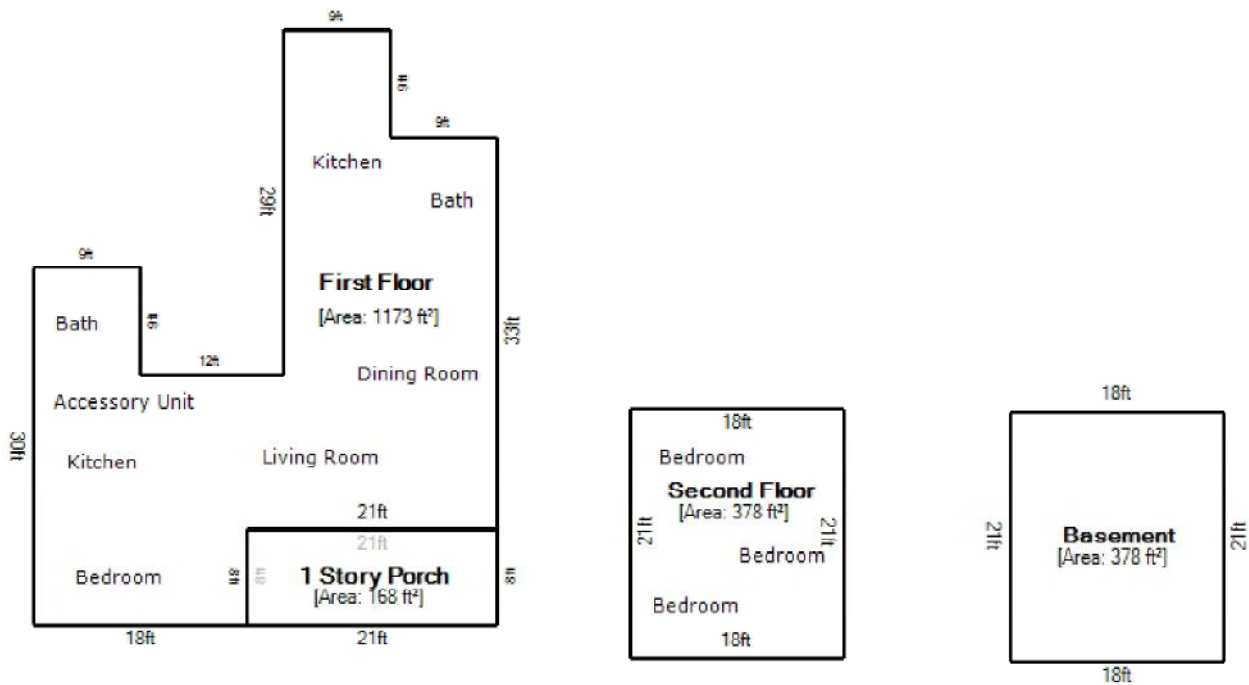 9ft
9ft
9ft
Kitchen
Bath
29ft
9ft
First Floor
[Area: 1173 ft²]
Bath
9ft
33ft
12ft
Dining Room
Accessory Unit
30ft
Kitchen
Living Room
21ft
21ft
Bedroom
8ft
8ft
1 Story Porch
[Area: 168 ft²]
8ft
18ft
21ft
18ft
Bedroom
Second Floor
[Area: 378 ft²]
21ft
21ft
Bedroom
Bedroom
18ft
18ft
21ft
Basement
[Area: 378 ft²]
21ft
18ft